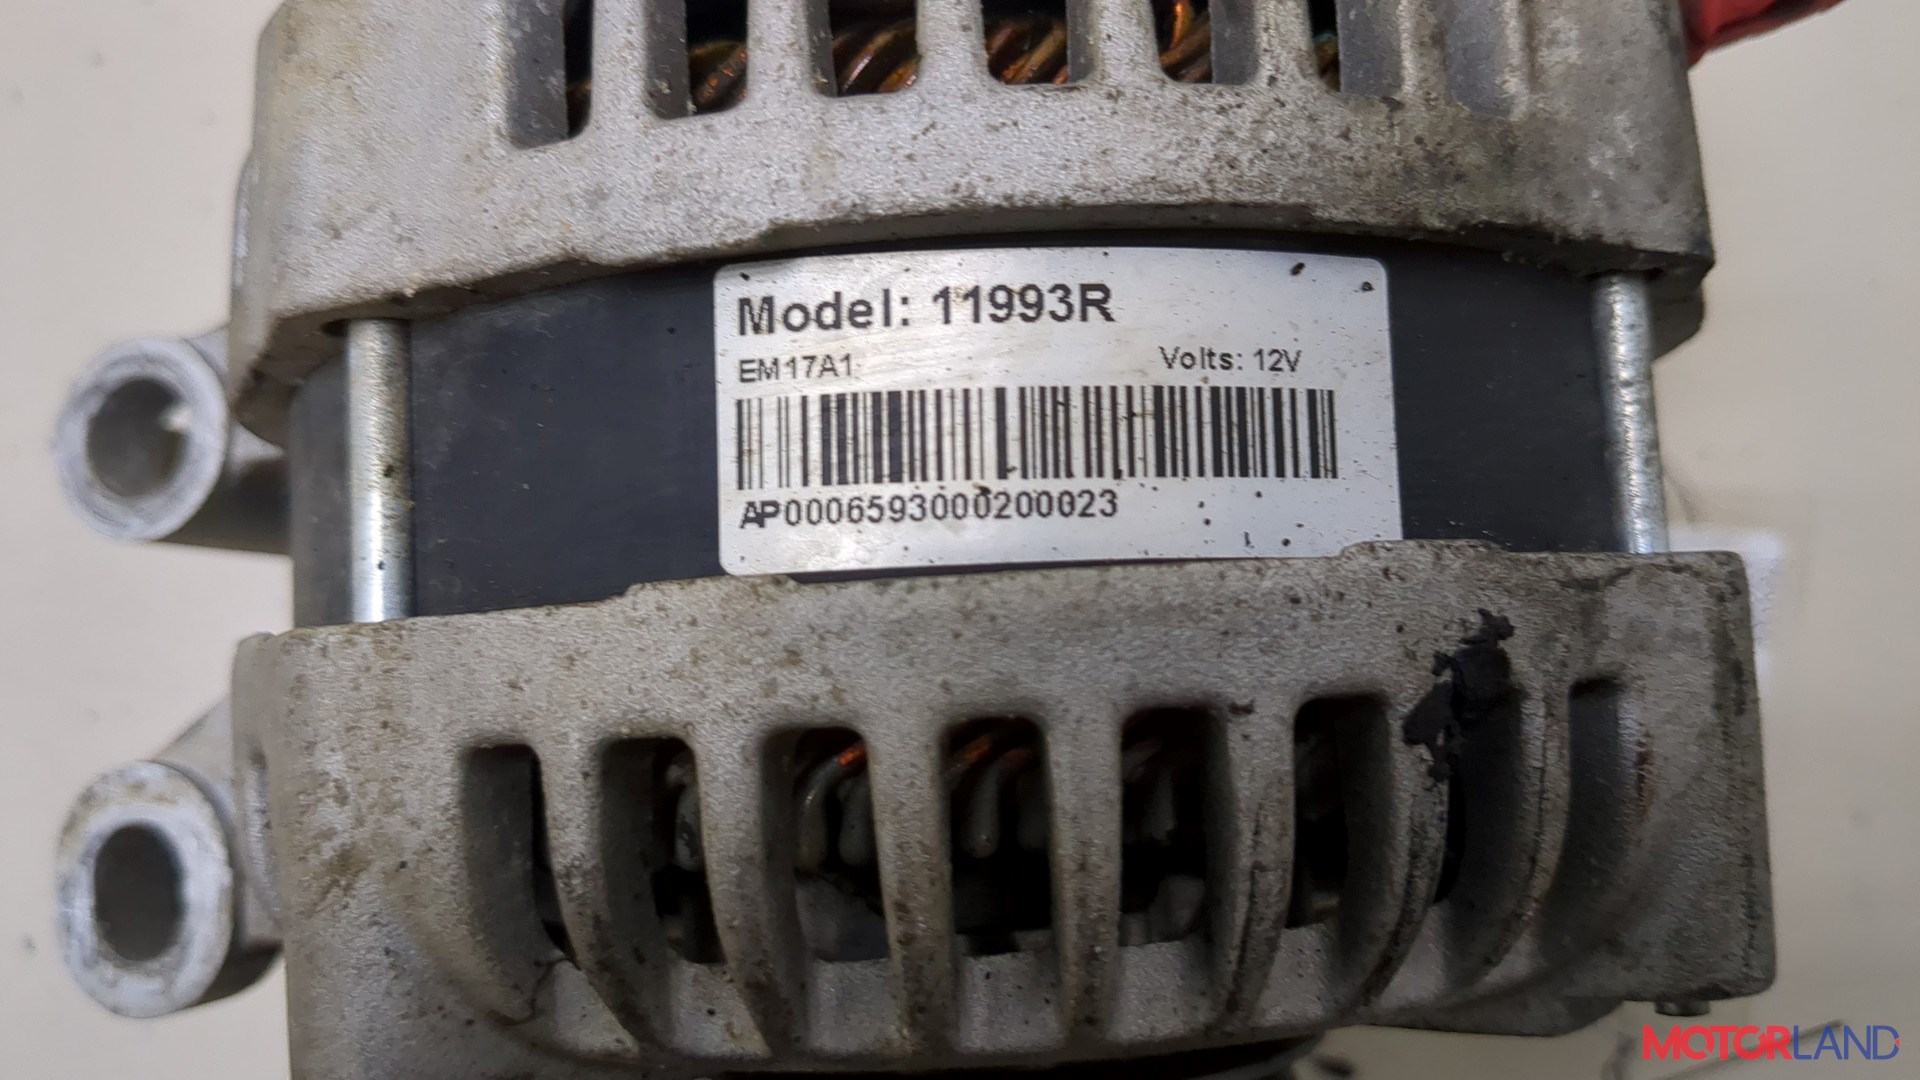 Model: 11993R
EM17A1 Volts: 12V
AP0006593000200023
MOTORLAND